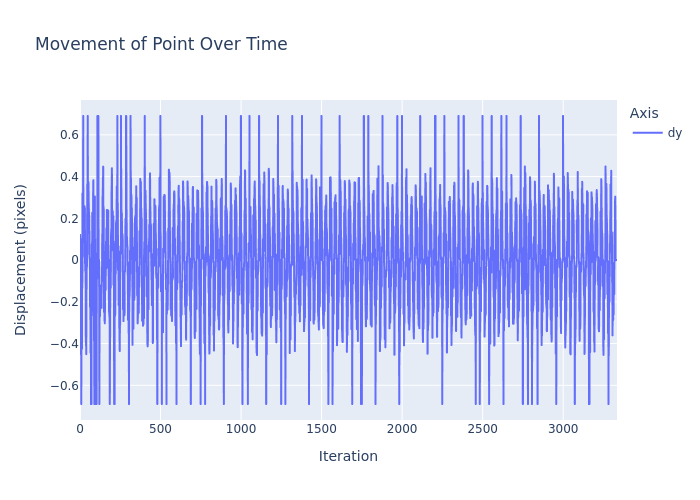 Movement of Point Over Time
Axis
dy
Displacement (pixels)
0.6
0.4
0.2
0
−0.2
−0.4
−0.6
0
500
1000
1500
2000
2500
3000
Iteration